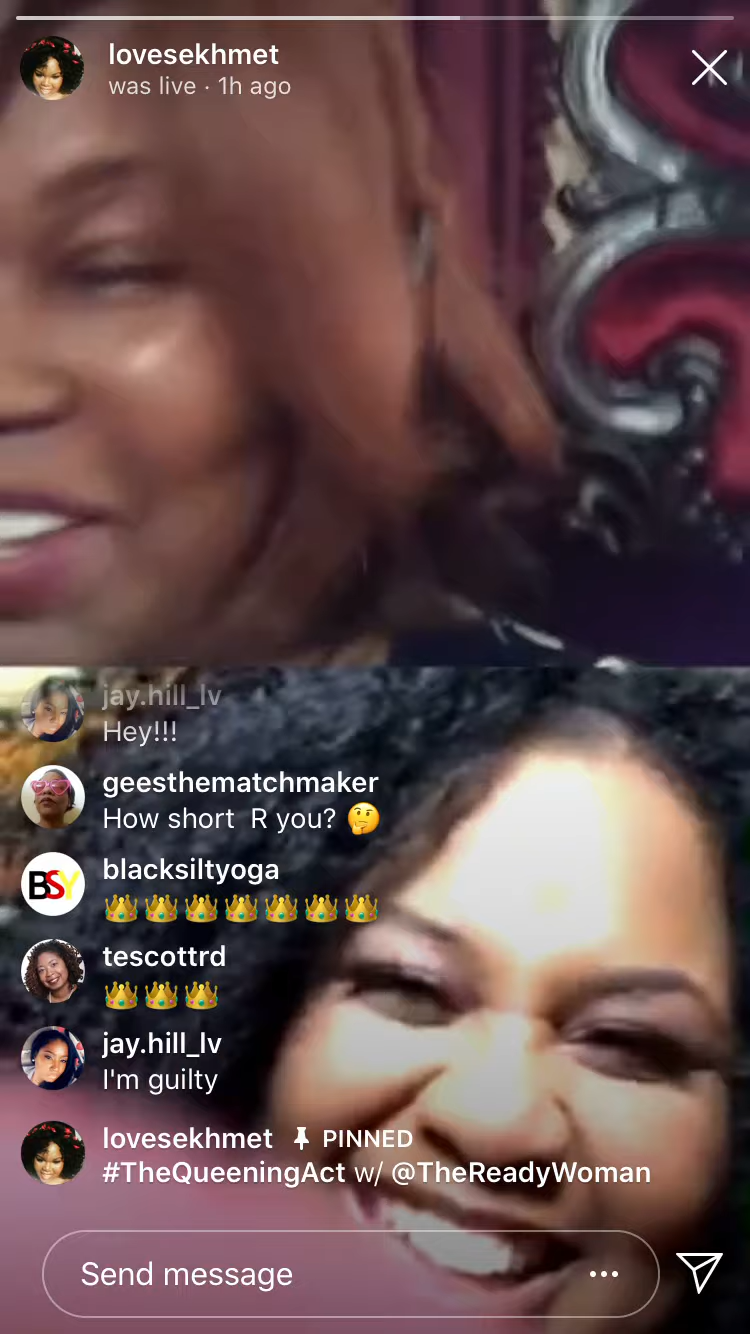 lovesekhmet
was live · 1h ago
jay.hill_lv
Hey!!!
geesthematchmaker
How short R you? 🤔
BSY
blacksiltyoga
👑👑👑👑👑👑👑
tescottrd
👑👑👑
jay.hill_lv
I'm guilty
lovesekhmet 📌 PINNED
#TheQueeningAct w/ @TheReadyWoman
Send message